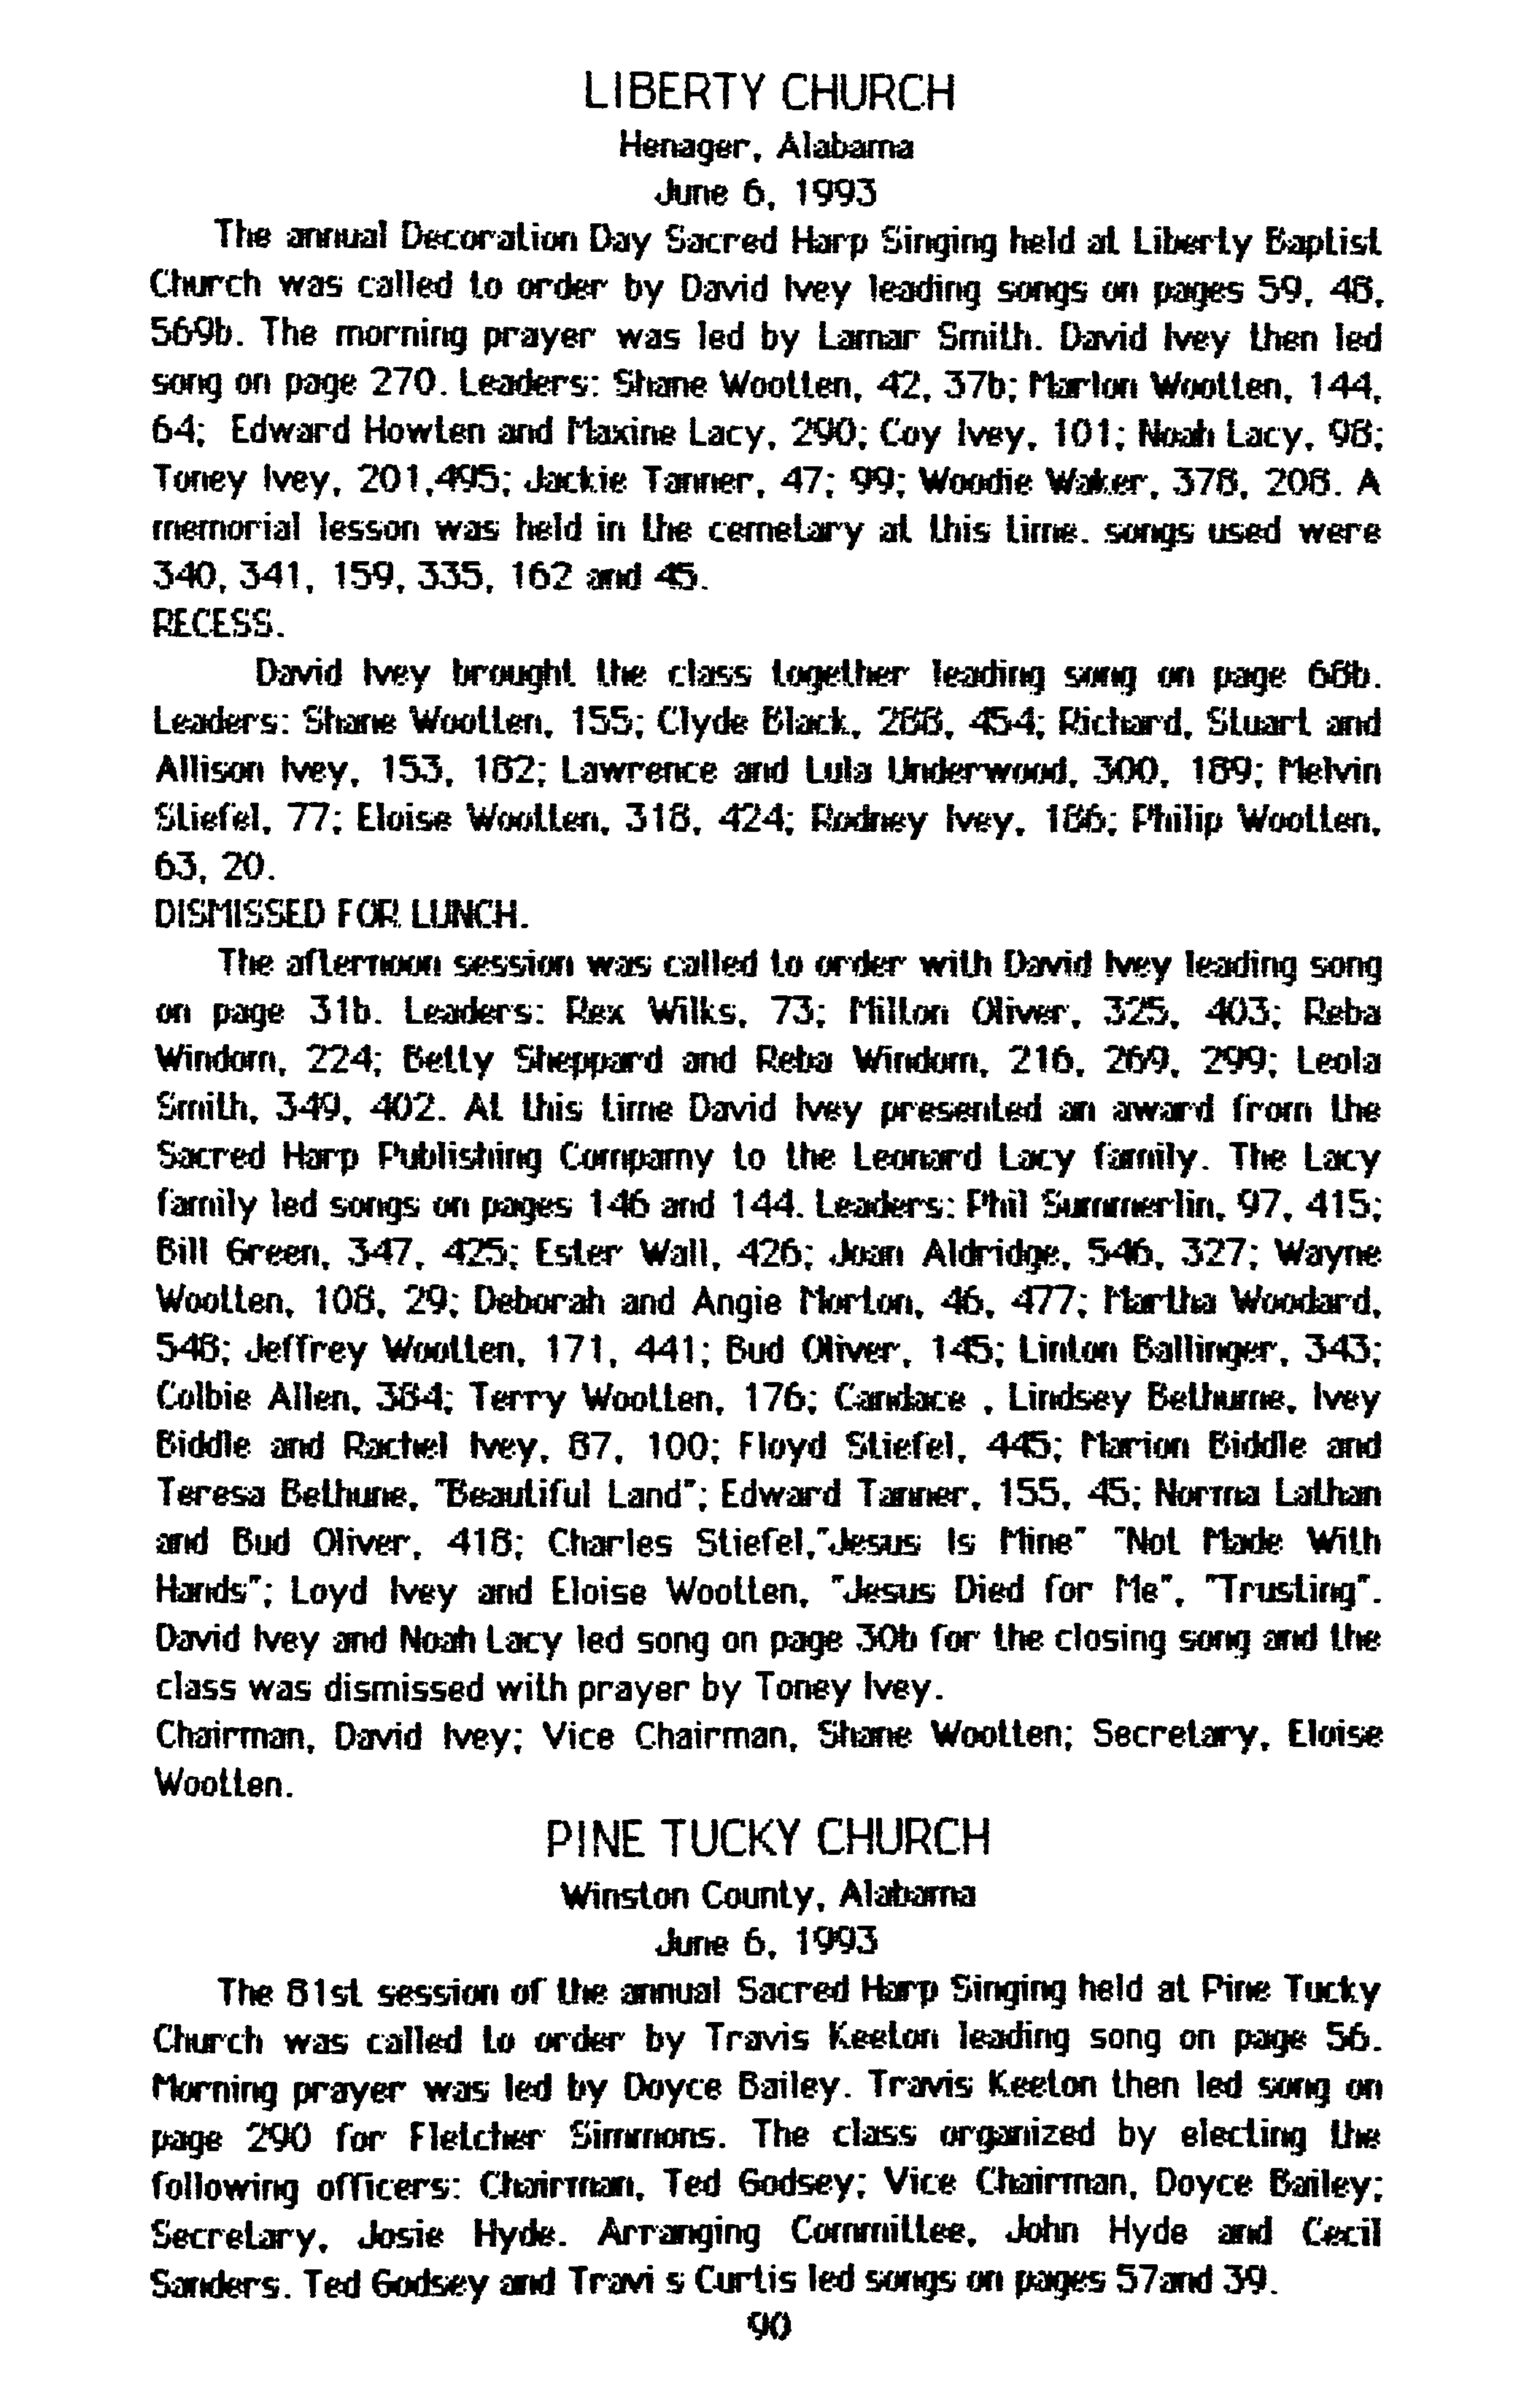 LIBERTY CHURCH
Henager, Alabama
June 6, 1993
The annual Decoration Day Sacred Harp Singing held at Liberty Baptist
Church was called to order by David Ivey leading songs on pages 59, 48,
569b. The morning prayer was led by Lamar Smith. David Ivey then led
song on page 270. Leaders: Shane Wootten, 42, 37b; Marlon Wootten, 144,
64; Edward Howten and Maxine Lacy, 290; Coy Ivey, 101; Noah Lacy, 98;
Toney Ivey, 201,495; Jackie Tanner, 47; 99; Woodie Waker, 378, 208. A
memorial lesson was held in the cemetary at this time. songs used were
340, 341, 159, 335, 162 and 45.
RECESS.
David Ivey brought the class together leading song on page 68b.
Leaders: Shane Wootten, 155; Clyde Black, 288, 454; Richard, Stuart and
Allison Ivey, 153, 182; Lawrence and Lula Underwood, 300, 189; Melvin
Stiefel, 77; Eloise Wootten, 318, 424; Rodney Ivey, 186; Philip Wootten,
63, 20.
DISMISSED FOR LUNCH.
The afternoon session was called to order with David Ivey leading song
on page 31b. Leaders: Rex Wilks, 73; Milton Oliver, 325, 403; Reba
Windom, 224; Betty Sheppard and Reba Windom, 216, 269, 299; Leola
Smith, 349, 402. At this time David Ivey presented an award from the
Sacred Harp Publishing Compamy to the Leonard Lacy family. The Lacy
family led songs on pages 146 and 144. Leaders: Phil Summerlin, 97, 415;
Bill Green, 347, 425; Ester Wall, 426; Joan Aldridge, 546, 327; Wayne
Wootten, 108, 29; Deborah and Angie Morton, 46, 477; Martha Woodard,
548; Jeffrey Wootten, 171, 441; Bud Oliver, 145; Linton Ballinger, 343;
Colbie Allen, 384; Terry Wootten, 176; Candace , Lindsey Bethume, Ivey
Biddle and Rachel Ivey, 87, 100; Floyd Stiefel, 445; Marion Biddle and
Teresa Bethune, "Beautiful Land"; Edward Tanner, 155, 45; Norma Lathan
and Bud Oliver, 418; Charles Stiefel,"Jesus Is Mine" "Not Made With
Hands"; Loyd Ivey and Eloise Wootten, "Jesus Died for Me", "Trusting".
David Ivey and Noah Lacy led song on page 30b for the closing song and the
class was dismissed with prayer by Toney Ivey.
Chairman, David Ivey; Vice Chairman, Shane Wootten; Secretary, Eloise
Wootten.
PINE TUCKY CHURCH
Winston County, Alabama
June 6, 1993
The 81st session of the annual Sacred Harp Singing held at Pine Tucky
Church was called to order by Travis Keeton leading song on page 56.
Morning prayer was led by Doyce Bailey. Travis Keeton then led song on
page 290 for Fletcher Simmons. The class organized by electing the
following officers: Chairman, Ted Godsey; Vice Chairman, Doyce Bailey;
Secretary, Josie Hyde. Arranging Committee, John Hyde and Cecil
Sanders. Ted Godsey and Travi s Curtis led songs on pages 57and 39.
90